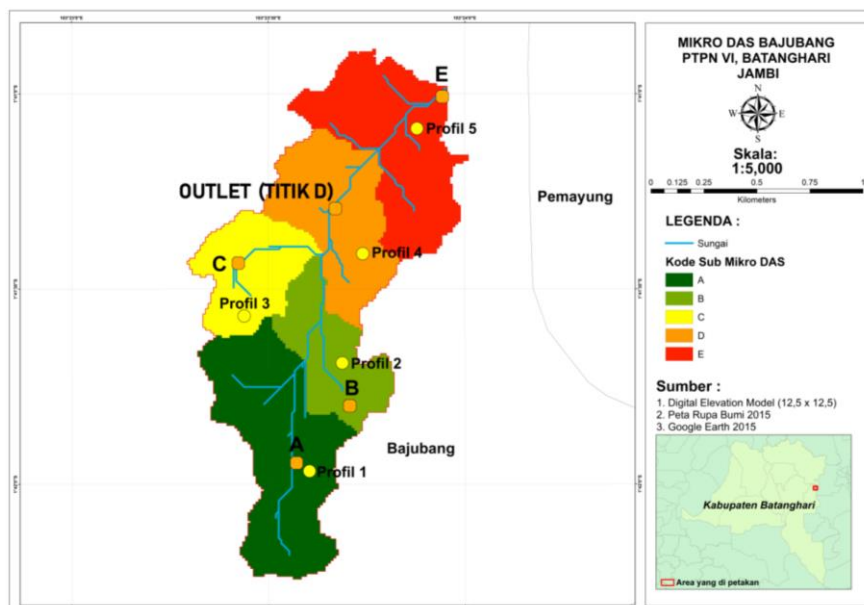 MIKRO DAS BAJUBANG
PTPN VI, BATANGHARI
JAMBI
N
W E
S
Skala:
1:5,000
0 0.125 0.25 0.5 0.75 1
Kilometers
LEGENDA :
Sungai
Kode Sub Mikro DAS
A
B
C
D
E
Sumber :
1. Digital Elevation Model (12,5 x 12,5)
2. Peta Rupa Bumi 2015
3. Google Earth 2015
Kabupaten Batanghari
Area yang di petakan
E
Profil 5
OUTLET (TITIK D)
Pemayung
Profil 4
C
Profil 3
Profil 2
B
Bajubang
A
Profil 1